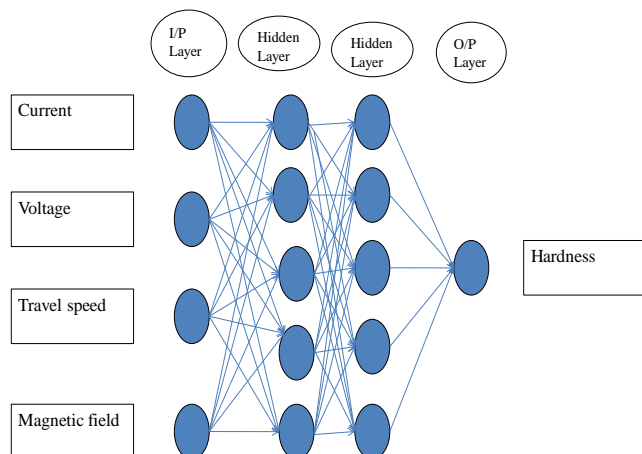 I/P
Layer
Hidden
Layer
Hidden
Layer
O/P
Layer
Current
Voltage
Travel speed
Hardness
Magnetic field